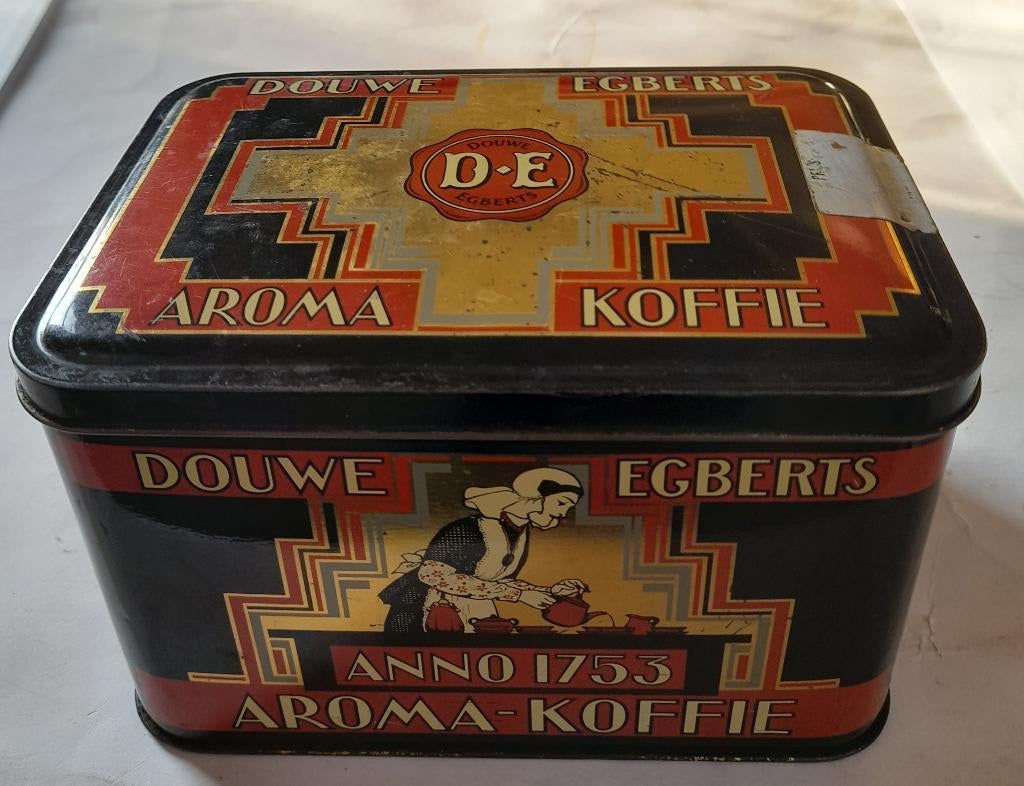 DOUWE EGBERTS
DOUWE
D·E
EGBERTS
AROMA KOFFIE
DOUWE EGBERTS
ANNO 1753
AROMA-KOFFIE